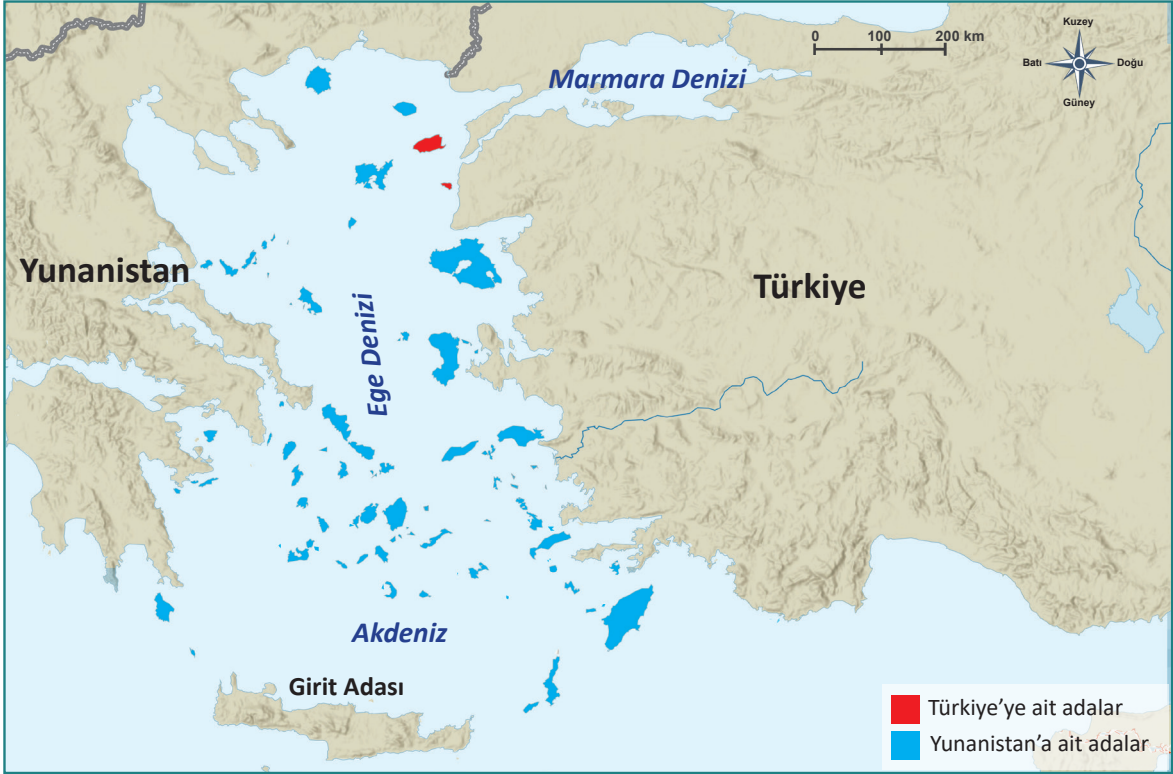 Kuzey
Batı
Doğu
Güney
0 100 200 km
Marmara Denizi
Yunanistan
Türkiye
Ege Denizi
Akdeniz
Girit Adası
Türkiye’ye ait adalar
Yunanistan’a ait adalar